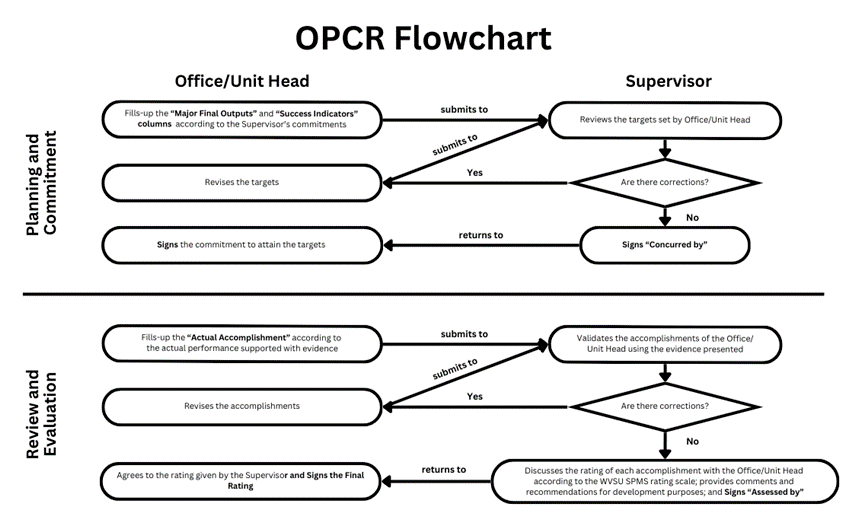 OPCR Flowchart
Office/Unit Head
Supervisor
Planning and
Commitment
Fills-up the “Major Final Outputs” and “Success Indicators”
columns according to the Supervisor's commitments
submits to
Reviews the targets set by Office/Unit Head
submits to
Revises the targets
Yes
Are there corrections?
No
Signs the commitment to attain the targets
returns to
Signs “Concurred by”
Review and
Evaluation
Fills-up the “Actual Accomplishment” according to
the actual performance supported with evidence
submits to
Validates the accomplishments of the Office/
Unit Head using the evidence presented
submits to
Revises the accomplishments
Yes
Are there corrections?
No
Agrees to the rating given by the Supervisor and Signs the Final
Rating
returns to
Discusses the rating of each accomplishment with the Office/Unit Head
according to the WVSU SPMS rating scale; provides comments and
recommendations for development purposes; and Signs “Assessed by”